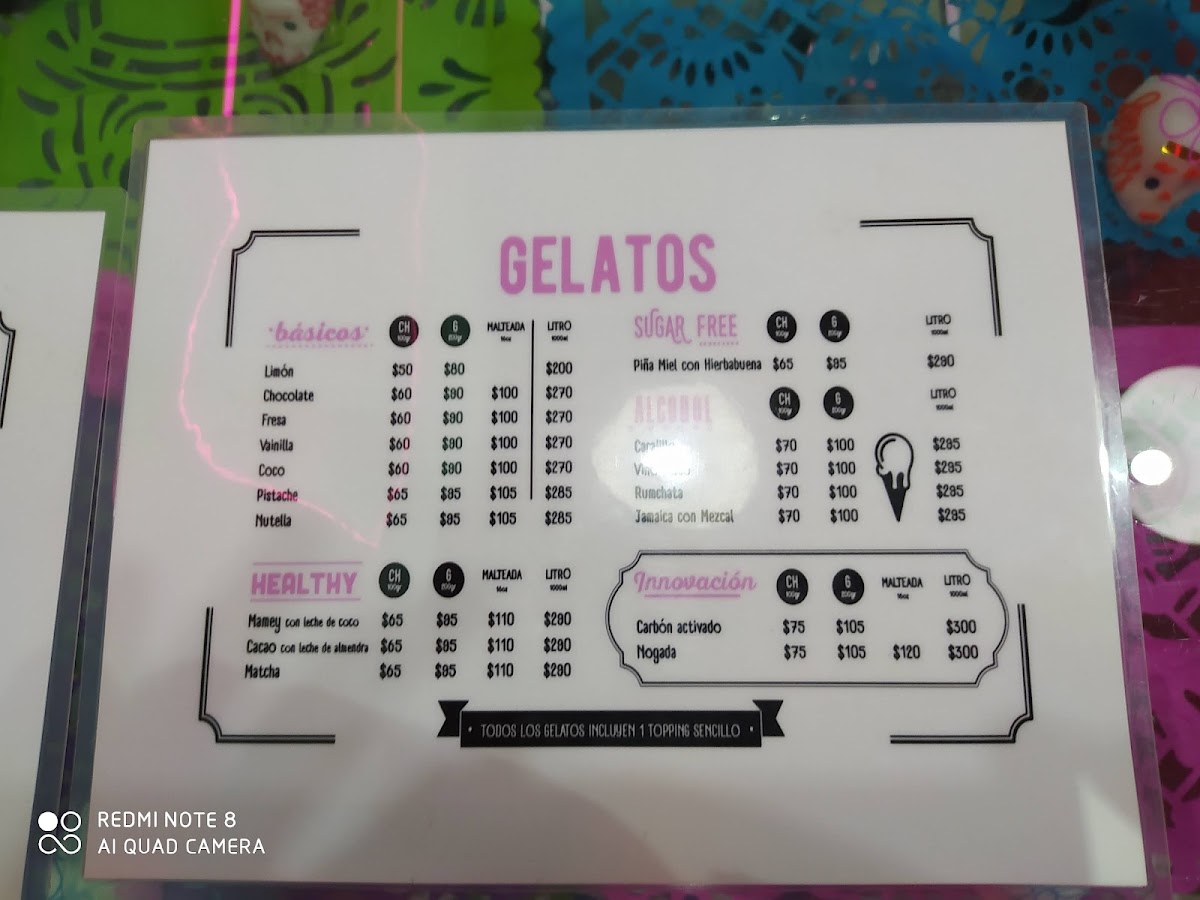 GELATOS
básicos CH 100gr G 200gr MALTEADA 16oz LITRO 1000ml
Limón $50 $80 $200
Chocolate $60 $90 $100 $270
Fresa $60 $90 $100 $270
Vainilla $60 $90 $100 $270
Coco $60 $90 $100 $270
Pistache $65 $95 $105 $285
Nutella $65 $95 $105 $285
HEALTHY CH 100gr G 200gr MALTEADA 16oz LITRO 1000ml
Mamey con leche de coco $65 $95 $110 $290
Cacao con leche de almendra $65 $95 $110 $290
Matcha $65 $95 $110 $290
SUGAR FREE CH 100gr G 200gr LITRO 1000ml
Piña Miel con Hierbabuena $65 $95 $290
ALCOHOL CH 100gr G 200gr LITRO 1000ml
Carajillo $70 $100 $295
$70 $100 $295
Rumchata $70 $100 $295
Jamaica con Mezcal $70 $100 $295
Innovación CH 100gr G 200gr MALTEADA 16oz LITRO 1000ml
Carbón activado $75 $105 $300
Nogada $75 $105 $120 $300
• TODOS LOS GELATOS INCLUYEN 1 TOPPING SENCILLO •
REDMI NOTE 8
AI QUAD CAMERA